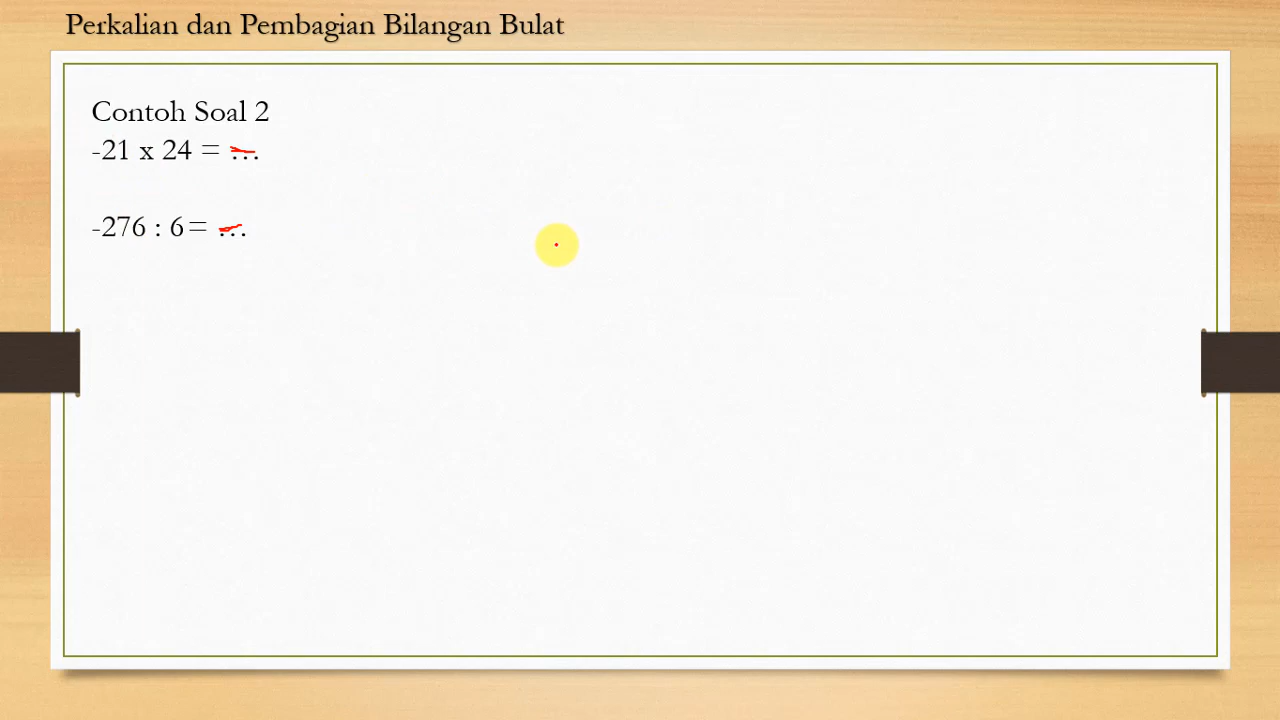 Perkalian dan Pembagian Bilangan Bulat
Contoh Soal 2
-21 x 24 = ...
-276 : 6= ...